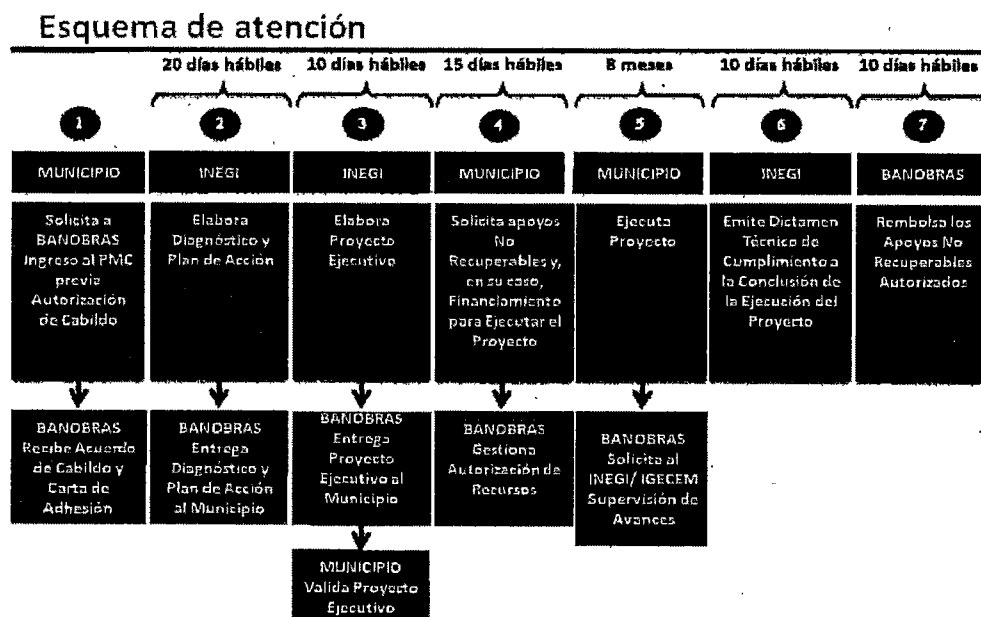 Esquema de atención
20 días hábiles
10 días hábiles
15 días hábiles
8 meses
10 días hábiles
10 días hábiles
1
2
3
4
5
6
7
MUNICIPIO
INEGI
INEGI
MUNICIPIO
MUNICIPIO
INEGI
BANOBRAS
Solicita a
BANOBRAS
Ingreso al PMC
previa
Autorización
de Cabildo
Elabora
Diagnóstico y
Plan de Acción
Elabora
Proyecto
Ejecutivo
Solicita apoyos
No
Recuperables y,
en su caso,
Financiamiento
para Ejecutar el
Proyecto
Ejecuta
Proyecto
Emite Dictamen
Técnico de
Cumplimiento a
la Conclusión de
la Ejecución del
Proyecto
Rembolsa los
Apoyos No
Recuperables
Autorizados
BANOBRAS
Recibe Acuerdo
de Cabildo y
Carta de
Adhesión
BANOBRAS
Entrega
Diagnóstico y
Plan de Acción
al Municipio
BANOBRAS
Entrega
Proyecto
Ejecutivo al
Municipio
BANOBRAS
Gestiona
Autorización de
Recursos
BANOBRAS
Solicita al
INEGI/ IGECEM
Supervisión de
Avances
MUNICIPIO
Valida Proyecto
Ejecutivo